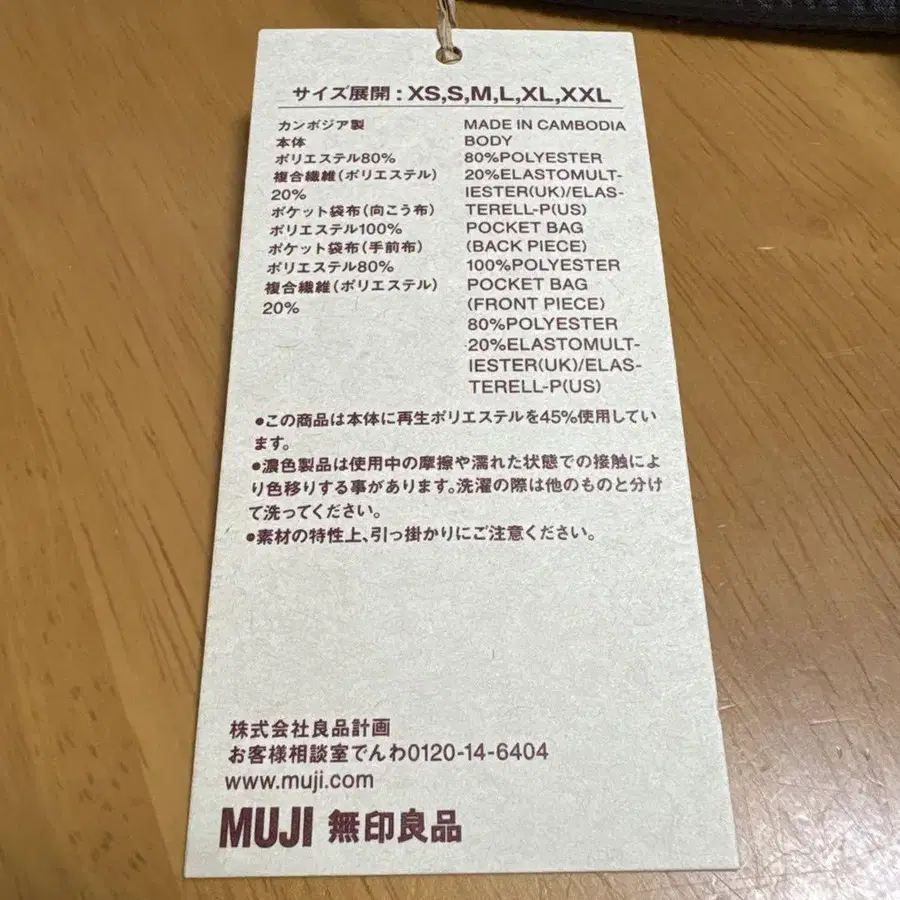 サイズ展開：XS,S,M,L,XL,XXL
カンボジア製
本体
ポリエステル80%
複合繊維(ポリエステル)
20%
ポケット袋布(向こう布)
ポリエステル100%
ポケット袋布(手前布)
ポリエステル80%
複合繊維(ポリエステル)
20%
MADE IN CAMBODIA
BODY
80%POLYESTER
20%ELASTOMULT-
IESTER(UK)/ELAS-
TERELL-P(US)
POCKET BAG
(BACK PIECE)
100%POLYESTER
POCKET BAG
(FRONT PIECE)
80%POLYESTER
20%ELASTOMULT-
IESTER(UK)/ELAS-
TERELL-P(US)
●この商品は本体に再生ポリエステルを45%使用してい
ます。
●濃色製品は使用中の摩擦や濡れた状態での接触によ
り色移りする事があります。洗濯の際は他のものと分け
て洗ってください。
●素材の特性上、引っ掛かりにご注意ください。
株式会社良品計画
お客様相談室でんわ0120-14-6404
www.muji.com
MUJI 無印良品